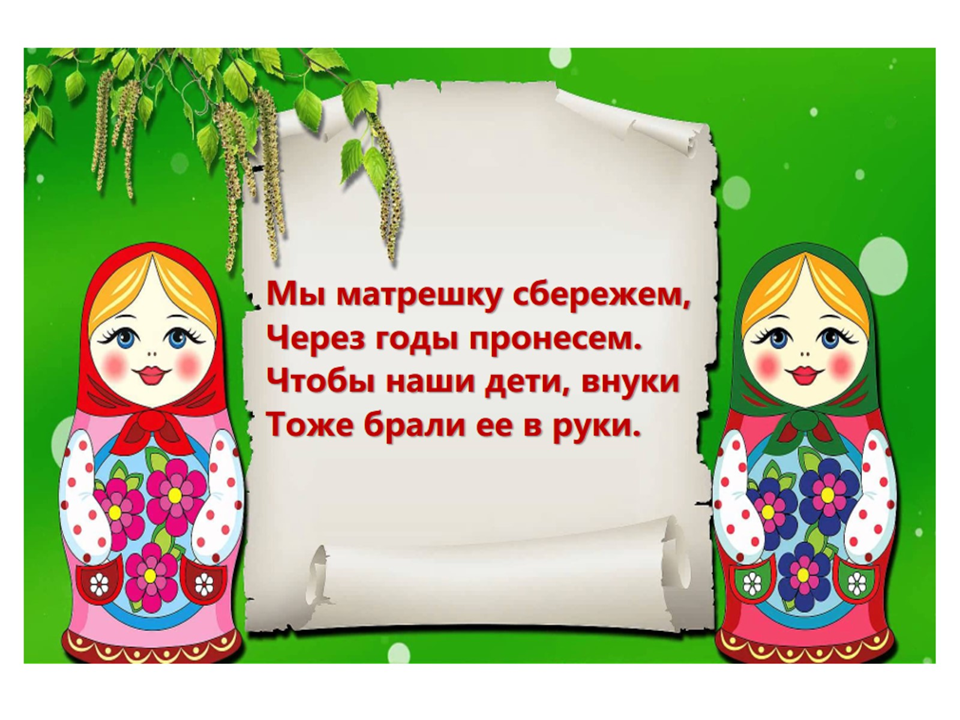 Мы матрешку сбережем,
Через годы пронесем.
Чтобы наши дети, внуки
Тоже брали ее в руки.